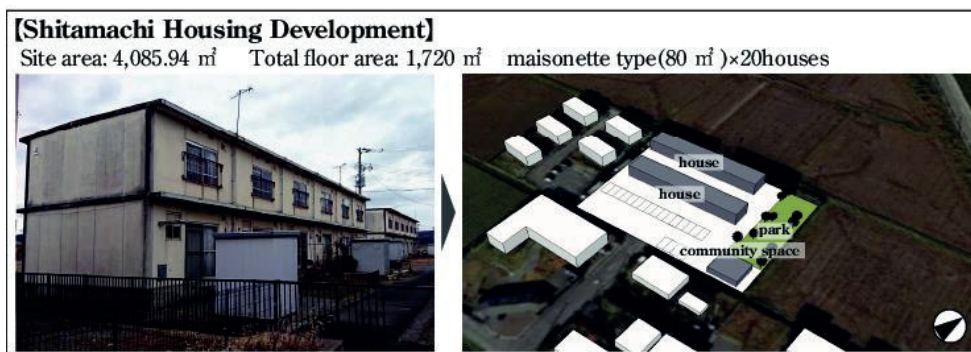 【Shitamachi Housing Development】
Site area: 4,085.94 ㎡ Total floor area: 1,720 ㎡ maisonette type(80 ㎡)×20houses
house
house
park
community space